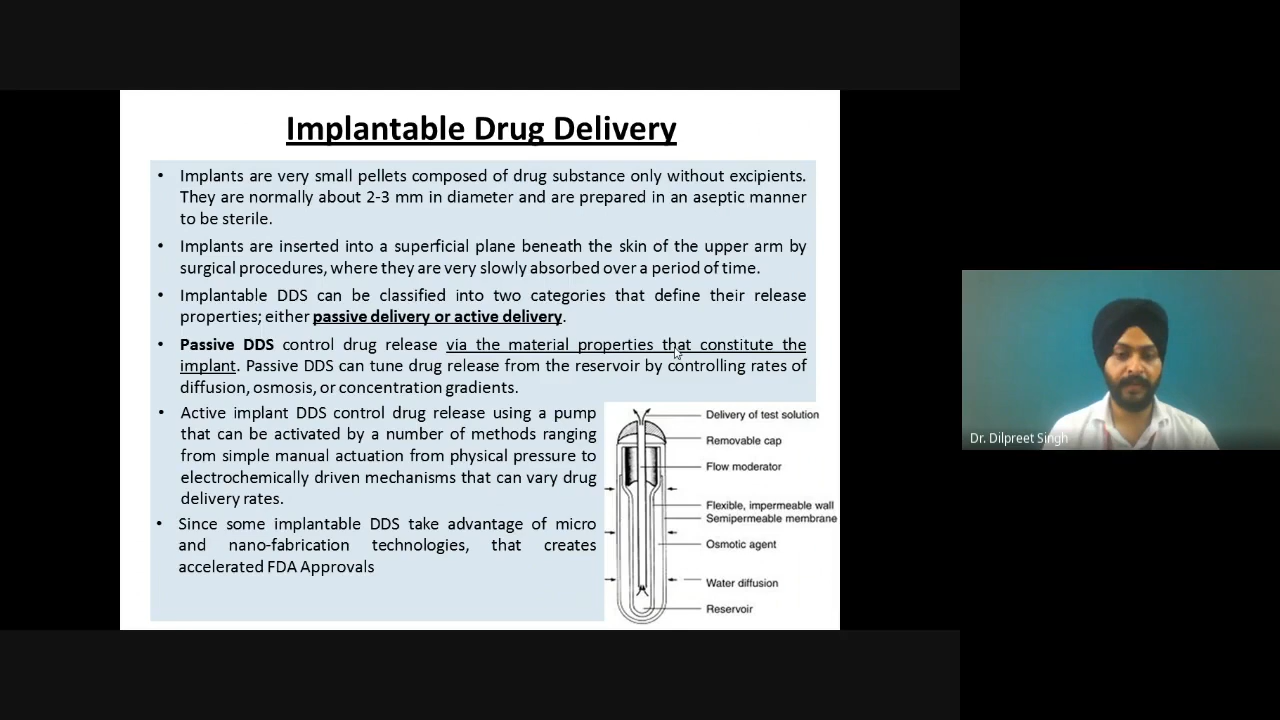 Implantable Drug Delivery
• Implants are very small pellets composed of drug substance only without excipients.
They are normally about 2-3 mm in diameter and are prepared in an aseptic manner
to be sterile.
• Implants are inserted into a superficial plane beneath the skin of the upper arm by
surgical procedures, where they are very slowly absorbed over a period of time.
• Implantable DDS can be classified into two categories that define their release
properties; either passive delivery or active delivery.
• Passive DDS control drug release via the material properties that constitute the
implant. Passive DDS can tune drug release from the reservoir by controlling rates of
diffusion, osmosis, or concentration gradients.
• Active implant DDS control drug release using a pump
that can be activated by a number of methods ranging
from simple manual actuation from physical pressure to
electrochemically driven mechanisms that can vary drug
delivery rates.
• Since some implantable DDS take advantage of micro
and nano-fabrication technologies, that creates
accelerated FDA Approvals
Delivery of test solution
Removable cap
Flow moderator
Flexible, impermeable wall
Semipermeable membrane
Osmotic agent
Water diffusion
Reservoir
Dr. Dilpreet Singh